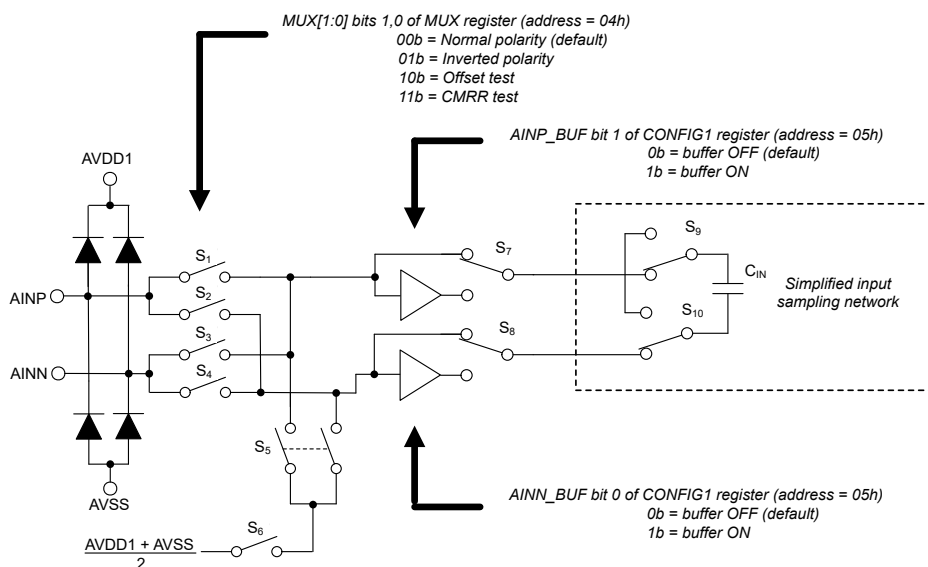 MUX[1:0] bits 1,0 of MUX register (address = 04h)
00b = Normal polarity (default)
01b = Inverted polarity
10b = Offset test
11b = CMRR test
AINP_BUF bit 1 of CONFIG1 register (address = 05h)
0b = buffer OFF (default)
1b = buffer ON
AVDD1
S1
S7
S9
CIN
Simplified input
sampling network
AINP
S2
S10
S3
S8
AINN
S4
S5
AVSS
AINN_BUF bit 0 of CONFIG1 register (address = 05h)
0b = buffer OFF (default)
1b = buffer ON
S6
AVDD1 + AVSS
2